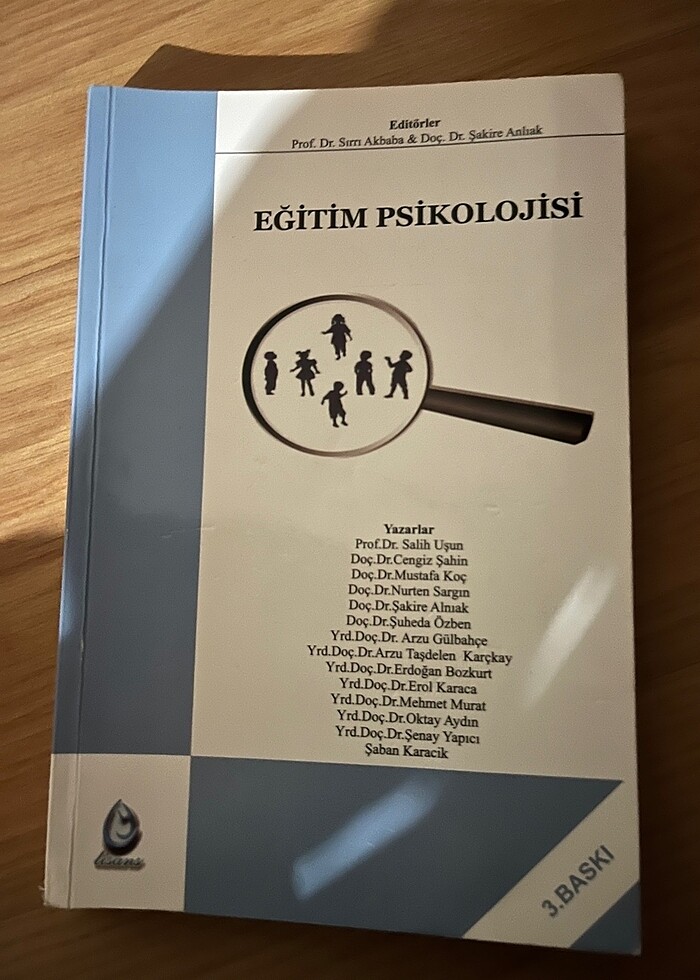 Editörler
Prof. Dr. Sırrı Akbaba & Doç. Dr. Şakire Anlıak
EĞİTİM PSİKOLOJİSİ
Yazarlar
Prof.Dr. Salih Uşun
Doç.Dr.Cengiz Şahin
Doç.Dr.Mustafa Koç
Doç.Dr.Nurten Sargın
Doç.Dr.Şakire Alnıak
Doç.Dr.Şuheda Özben
Yrd.Doç.Dr. Arzu Gülbahçe
Yrd.Doç.Dr.Arzu Taşdelen Karçkay
Yrd.Doç.Dr.Erdoğan Bozkurt
Yrd.Doç.Dr.Erol Karaca
Yrd.Doç.Dr.Mehmet Murat
Yrd.Doç.Dr.Oktay Aydın
Yrd.Doç.Dr.Şenay Yapıcı
Şaban Karacik
lisans
3.BASKI